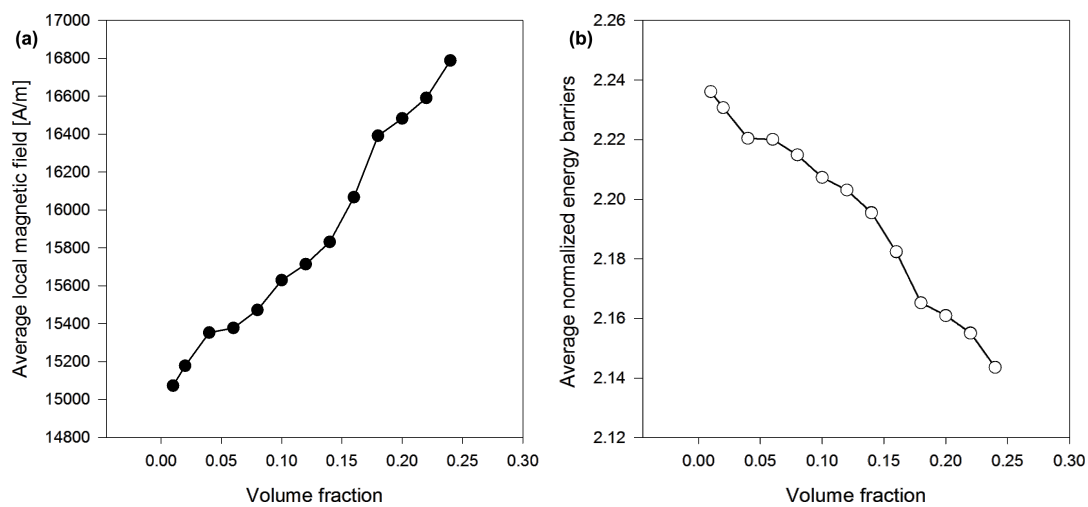 (a)
Average local magnetic field [A/m]
17000
16800
16600
16400
16200
16000
15800
15600
15400
15200
15000
14800
0.00 0.05 0.10 0.15 0.20 0.25 0.30
Volume fraction
(b)
Average normalized energy barriers
2.26
2.24
2.22
2.20
2.18
2.16
2.14
2.12
0.00 0.05 0.10 0.15 0.20 0.25 0.30
Volume fraction